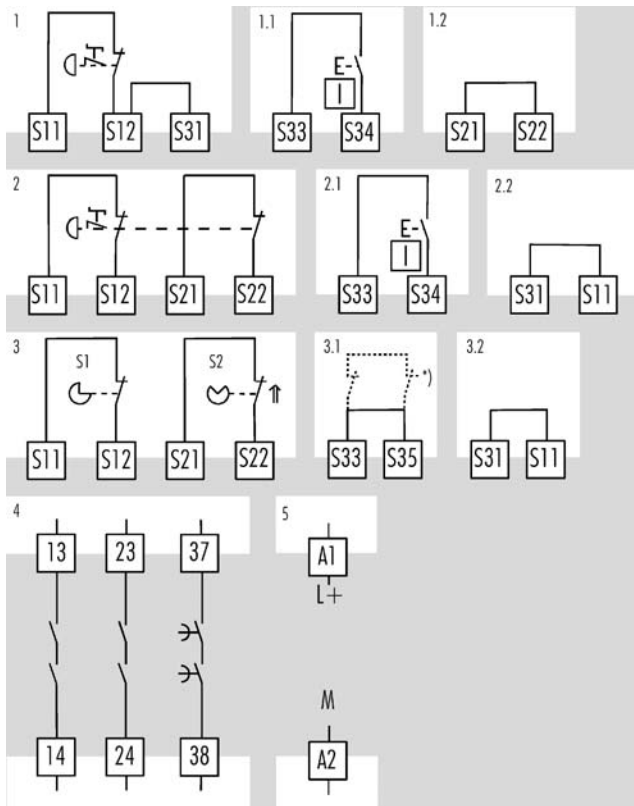 1 1.1 1.2
S11 S12 S31 S33 S34 S21 S22
2 2.1 2.2
S11 S12 S21 S22 S33 S34 S31 S11
3 S1 S2 3.1 *) 3.2
S11 S12 S21 S22 S33 S35 S31 S11
4 5
13 23 37 A1
L+
M
14 24 38 A2